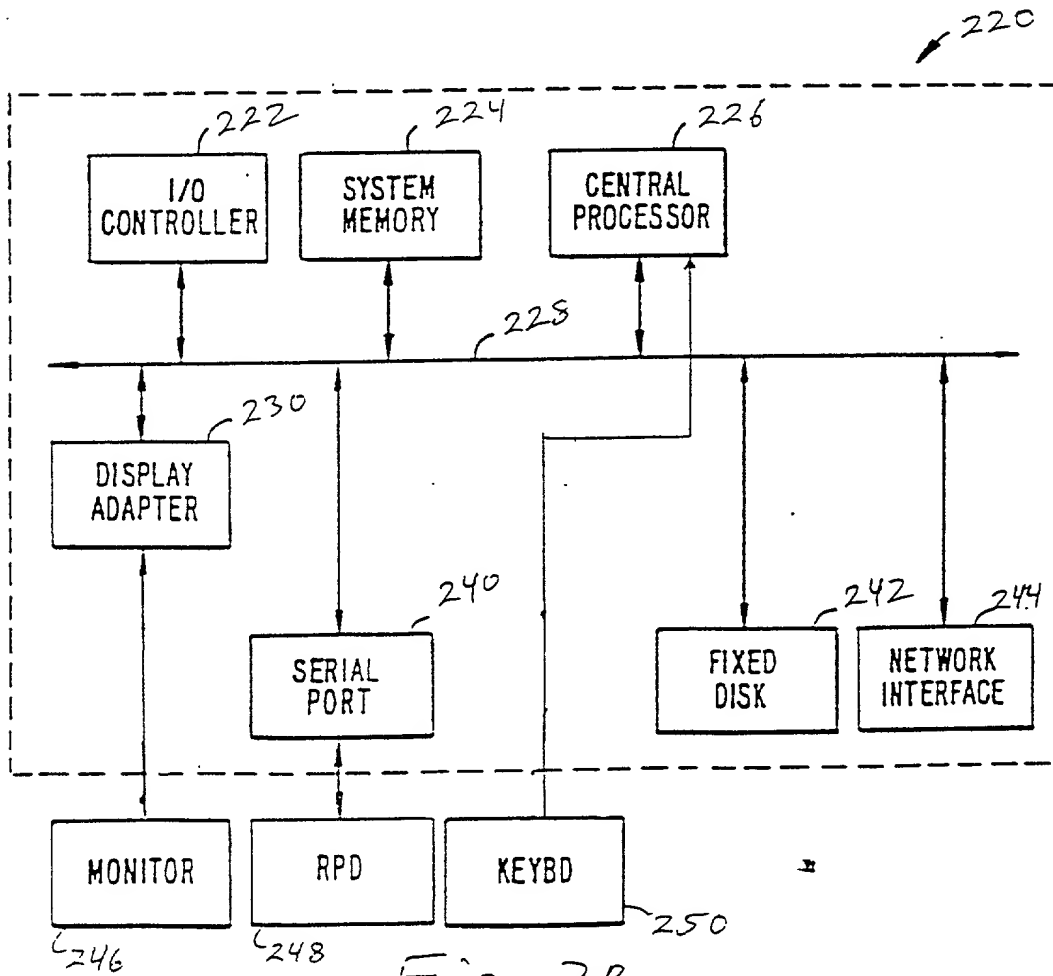 220
222
224
226
I/O
CONTROLLER
SYSTEM
MEMORY
CENTRAL
PROCESSOR
228
230
DISPLAY
ADAPTER
240
SERIAL
PORT
242
FIXED
DISK
244
NETWORK
INTERFACE
MONITOR
RPD
KEYBD
246
248
250